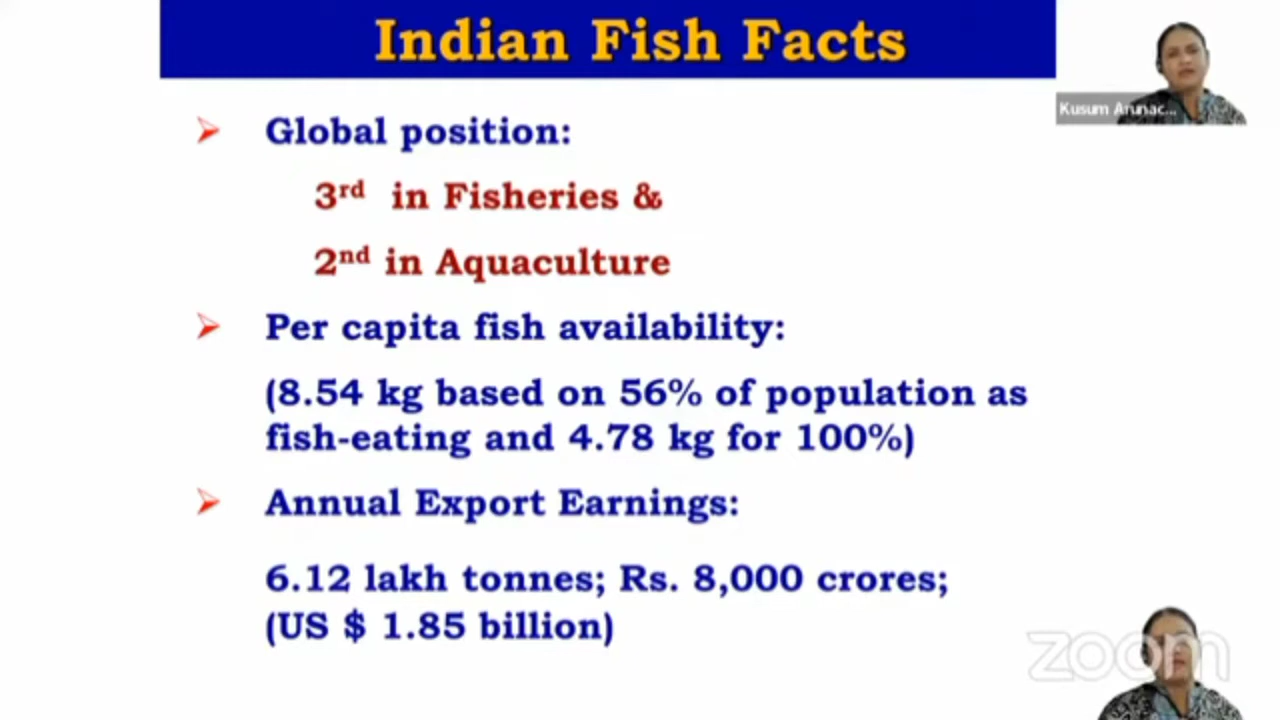 Indian Fish Facts
Kusum Arunac...
Global position:
3rd in Fisheries &
2nd in Aquaculture
Per capita fish availability:
(8.54 kg based on 56% of population as
fish-eating and 4.78 kg for 100%)
Annual Export Earnings:
6.12 lakh tonnes; Rs. 8,000 crores;
(US $ 1.85 billion)
zoom